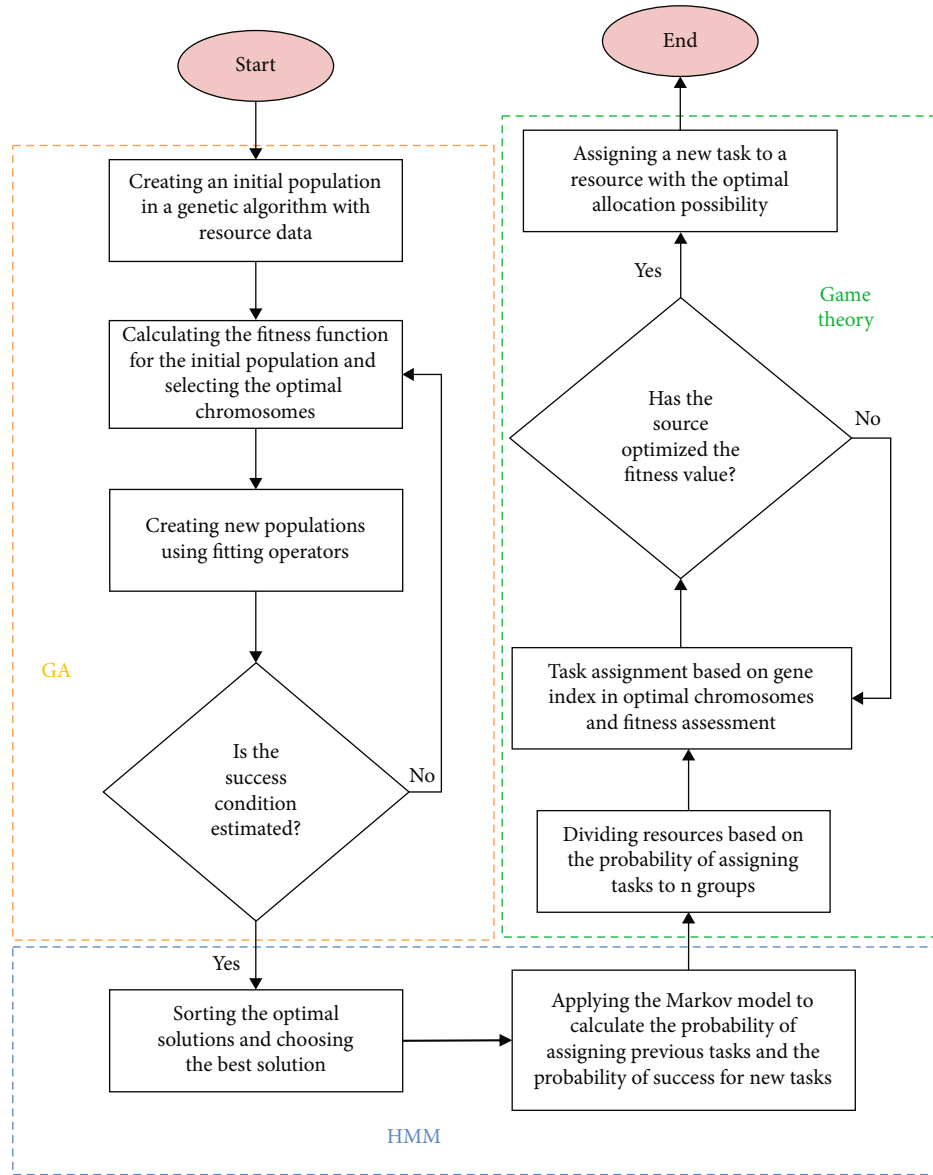 Start
Creating an initial population
in a genetic algorithm with
resource data
Calculating the fitness function
for the initial population and
selecting the optimal
chromosomes
Creating new populations
using fitting operators
GA
Is the
success
condition
estimated?
No
Yes
Sorting the optimal
solutions and choosing
the best solution
Applying the Markov model to
calculate the probability of
assigning previous tasks and the
probability of success for new tasks
HMM
Dividing resources based on
the probability of assigning
tasks to n groups
Task assignment based on gene
index in optimal chromosomes
and fitness assessment
Has the
source
optimized the
fitness value?
No
Yes
Game
theory
Assigning a new task to a
resource with the optimal
allocation possibility
End